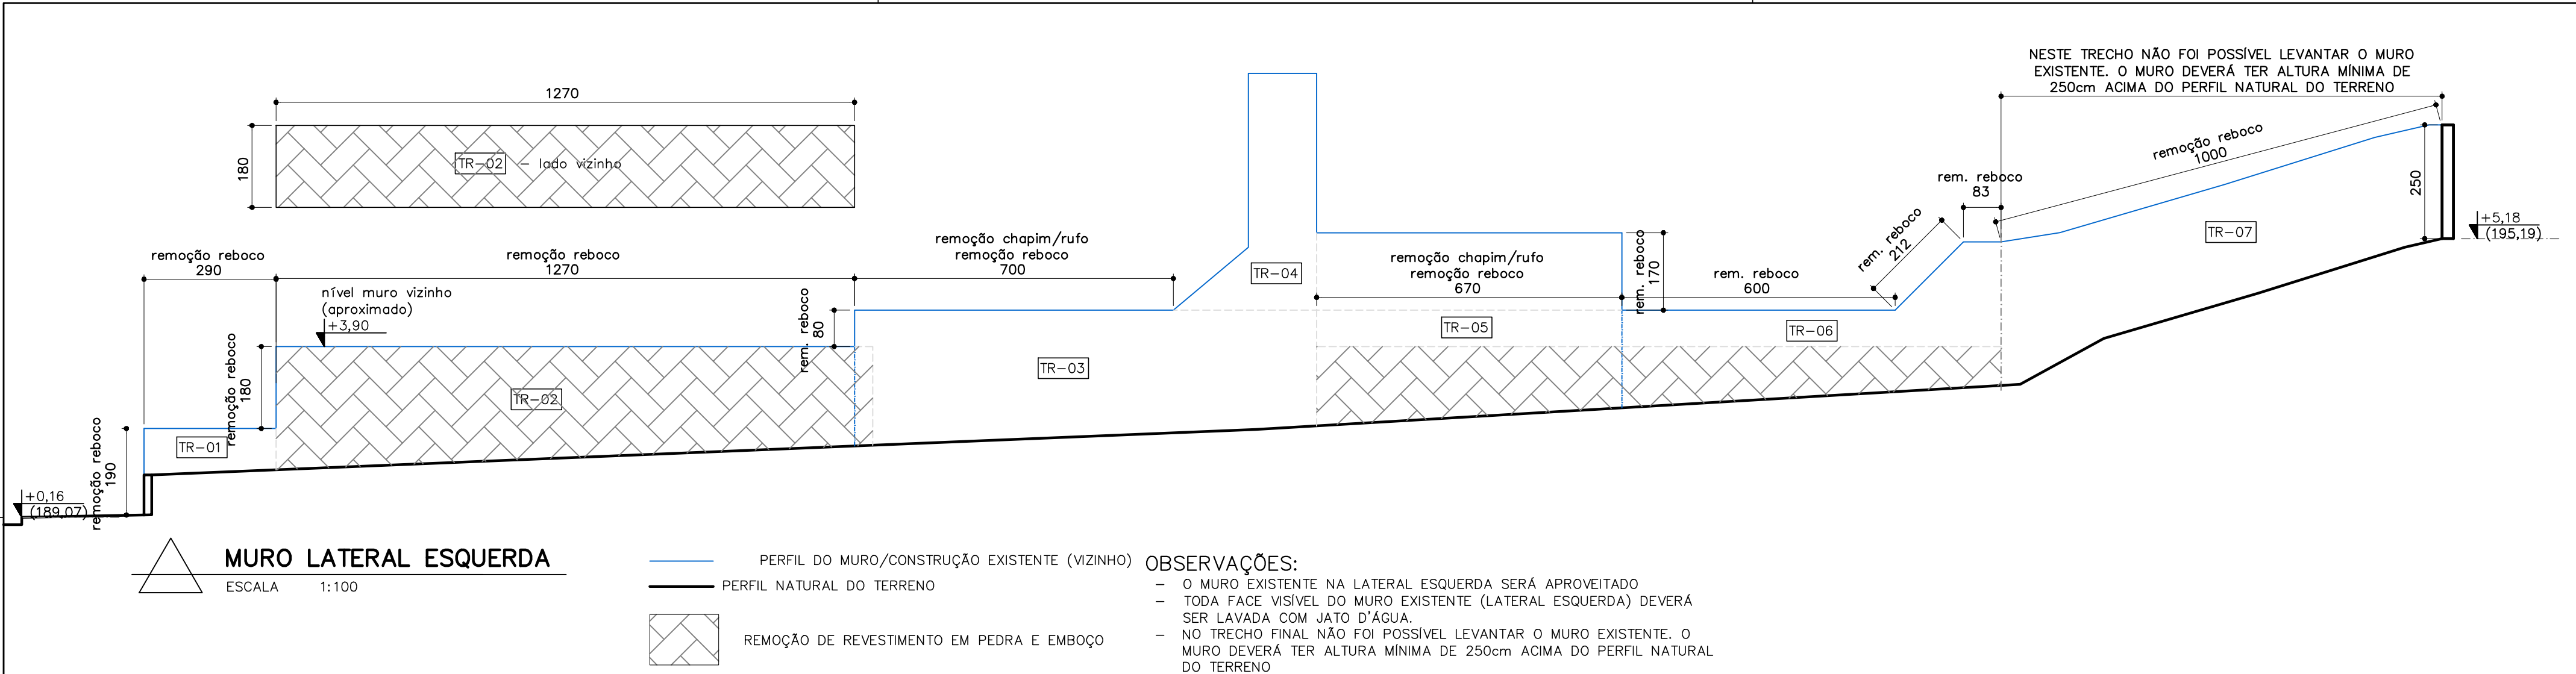 NESTE TRECHO NÃO FOI POSSÍVEL LEVANTAR O MURO
EXISTENTE. O MURO DEVERÁ TER ALTURA MÍNIMA DE
250cm ACIMA DO PERFIL NATURAL DO TERRENO
1270
180
TR-02 - lado vizinho
remoção reboco
1000
rem. reboco
83
250
+5,18
(195,19)
TR-07
rem. reboco
212
remoção reboco
290
remoção reboco
1270
remoção chapim/rufo
remoção reboco
700
TR-04
remoção chapim/rufo
remoção reboco
670
rem. reboco
170
rem. reboco
600
nível muro vizinho
(aproximado)
+3,90
rem. reboco
80
TR-05
TR-06
remoção reboco
180
TR-03
TR-02
TR-01
remoção reboco
190
+0,16
(189,07)
MURO LATERAL ESQUERDA
ESCALA 1:100
PERFIL DO MURO/CONSTRUÇÃO EXISTENTE (VIZINHO)
PERFIL NATURAL DO TERRENO
REMOÇÃO DE REVESTIMENTO EM PEDRA E EMBOÇO
OBSERVAÇÕES:
- O MURO EXISTENTE NA LATERAL ESQUERDA SERÁ APROVEITADO
- TODA FACE VISÍVEL DO MURO EXISTENTE (LATERAL ESQUERDA) DEVERÁ
SER LAVADA COM JATO D'ÁGUA.
- NO TRECHO FINAL NÃO FOI POSSÍVEL LEVANTAR O MURO EXISTENTE. O
MURO DEVERÁ TER ALTURA MÍNIMA DE 250cm ACIMA DO PERFIL NATURAL
DO TERRENO